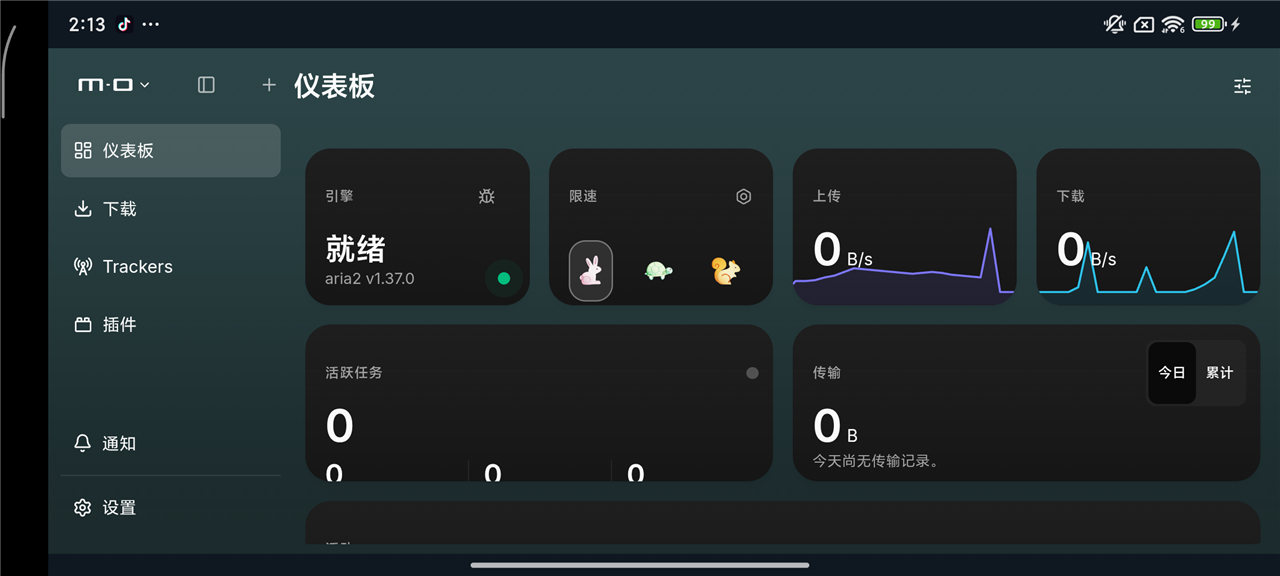 2:13
99
m·o
仪表板
仪表板
下载
Trackers
插件
通知
设置
引擎
就绪
aria2 v1.37.0
限速
上传
0 B/s
下载
0 B/s
活跃任务
0
0 0 0
传输
今日 累计
0 B
今天尚无传输记录。